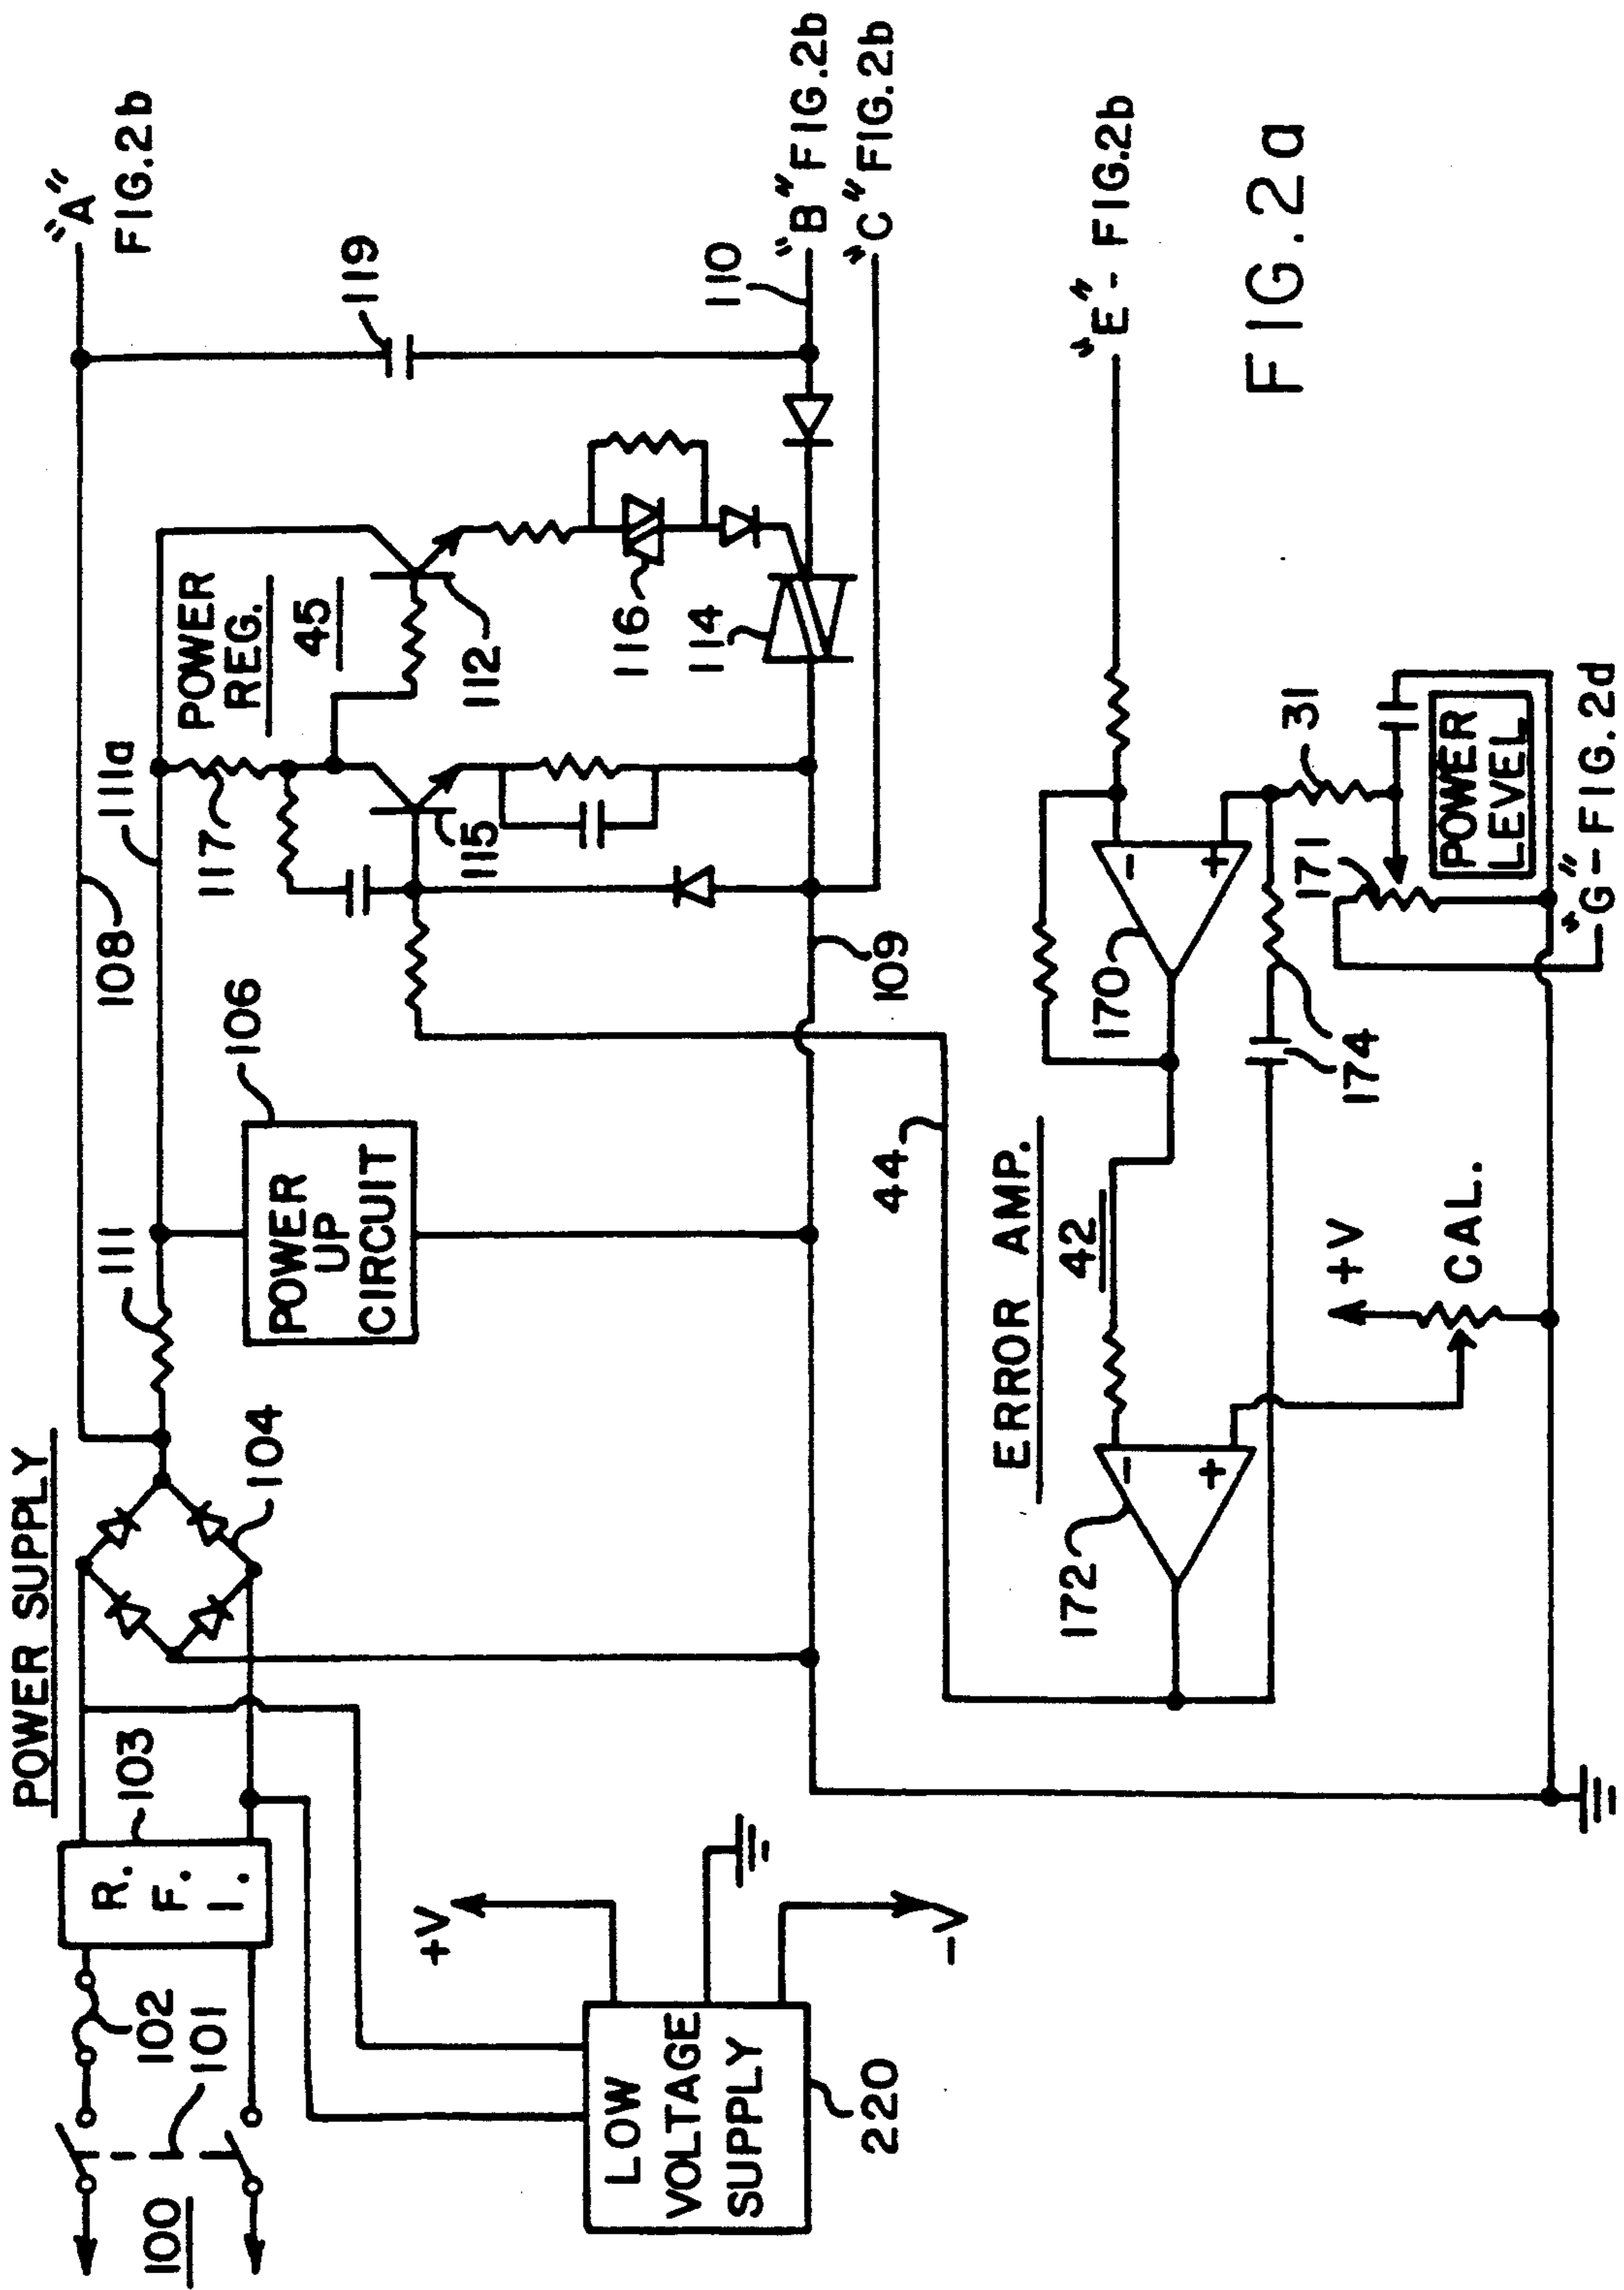 POWER SUPPLY
"A"
FIG.2b
100
101
102
R.
F.
I.
103
104
111
108
111a
106
POWER
UP
CIRCUIT
117
POWER
REG.
45
115
112
116
114
119
110
"B" FIG.2b
"C" FIG.2b
109
44
+V
-V
LOW
VOLTAGE
SUPPLY
220
ERROR AMP.
42
172
-
+
170
-
+
"E"- FIG.2b
174
+V
CAL.
171
31
POWER
LEVEL
"G"-FIG.2d
FIG.2a